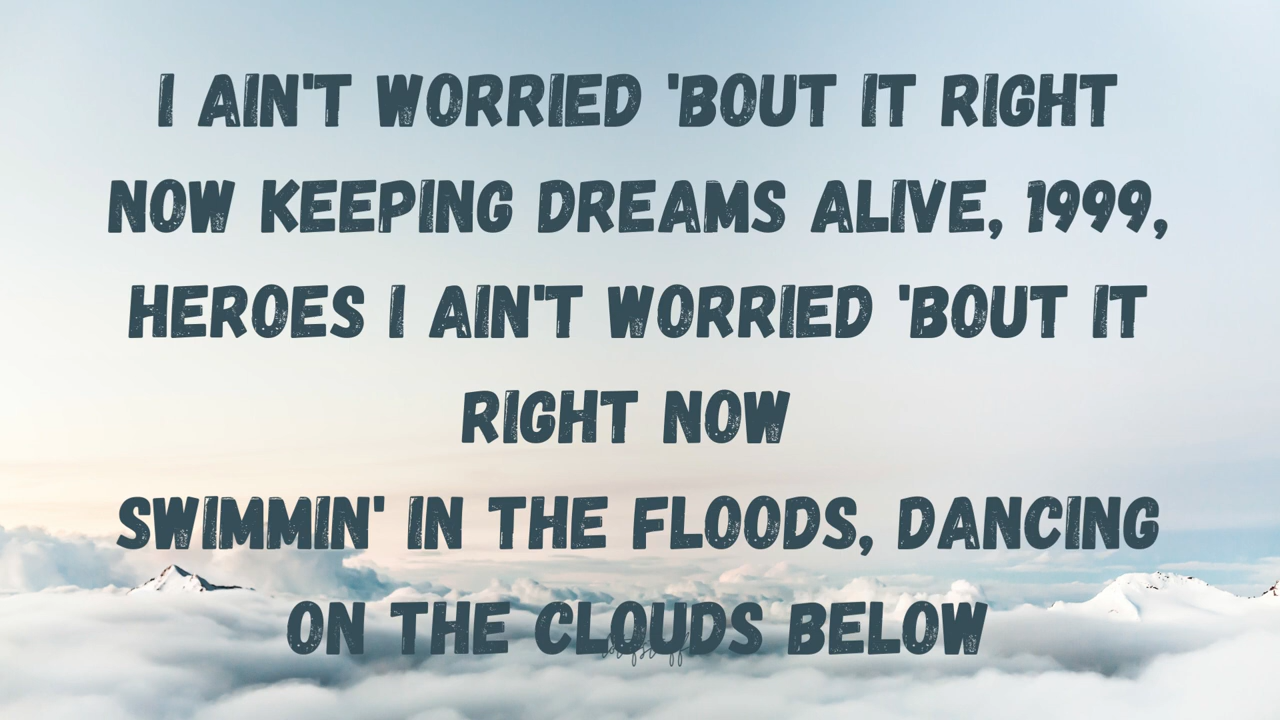 I AIN'T WORRIED 'BOUT IT RIGHT
NOW KEEPING DREAMS ALIVE, 1999,
HEROES I AIN'T WORRIED 'BOUT IT
RIGHT NOW
SWIMMIN' IN THE FLOODS, DANCING
ON THE CLOUDS BELOW